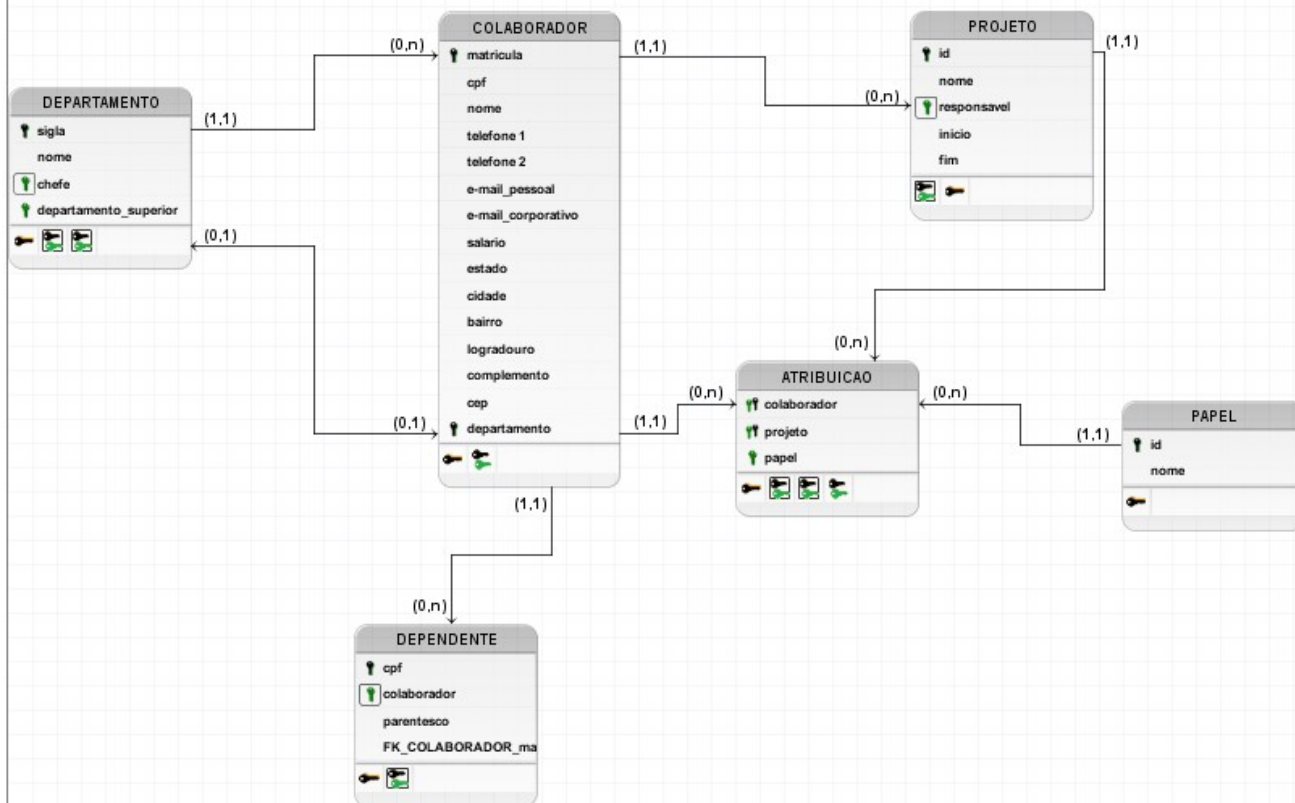 COLABORADOR
matricula
cpf
nome
telefone 1
telefone 2
e-mail_pessoal
e-mail_corporativo
salario
estado
cidade
bairro
logradouro
complemento
cep
departamento
PROJETO
id
nome
responsavel
inicio
fim
DEPARTAMENTO
sigla
nome
chefe
departamento_superior
ATRIBUICAO
colaborador
projeto
papel
PAPEL
id
nome
DEPENDENTE
cpf
colaborador
parentesco
FK_COLABORADOR_ma
(0,n)
(1,1)
(1,1)
(1,1)
(0,n)
(0,1)
(0,1)
(0,n)
(0,n)
(1,1)
(0,n)
(1,1)
(1,1)
(0,n)